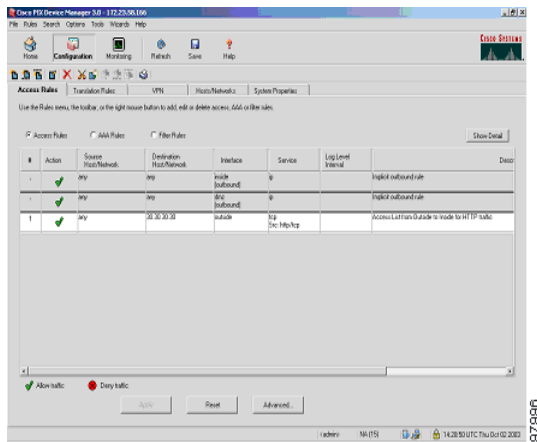 Cisco PIX Device Manager 3.0 - 172.23.58.166
File Rules Search Options Tools Wizards Help
Home Configuration Monitoring Refresh Save Help
CISCO SYSTEMS
Access Rules Translation Rules VPN Hosts/Networks System Properties
Use the Rules menu, the toolbar, or the right mouse button to add, edit or delete access, AAA or filter rules.
Access Rules AAA Rules Filter Rules Show Detail
# Action Source Host/Network Destination Host/Network Interface Service Log Level Interval Descr
- any any inside (outbound) ip Implicit outbound rule
- any any dmz (outbound) ip Implicit outbound rule
1 any 30.30.30.30 outside tcp Src: http/tcp Access List from Outside to Inside for HTTP traffic
Allow traffic Deny traffic
Apply Reset Advanced...
NA (15) 14:28:50 UTC Thu Oct 02 2003
97996